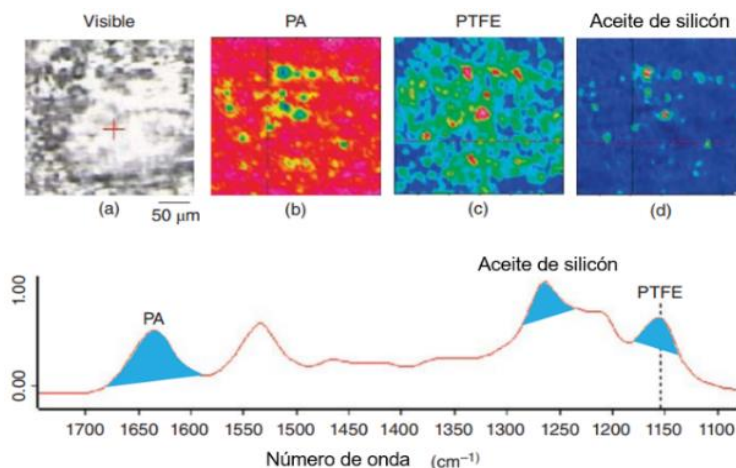 Visible PA PTFE Aceite de silicón
(a) 50 μm (b) (c) (d)
Aceite de silicón
PTFE
PA
1.00
0.00
1700 1650 1600 1550 1500 1450 1400 1350 1300 1250 1200 1150 1100
Número de onda (cm⁻¹)